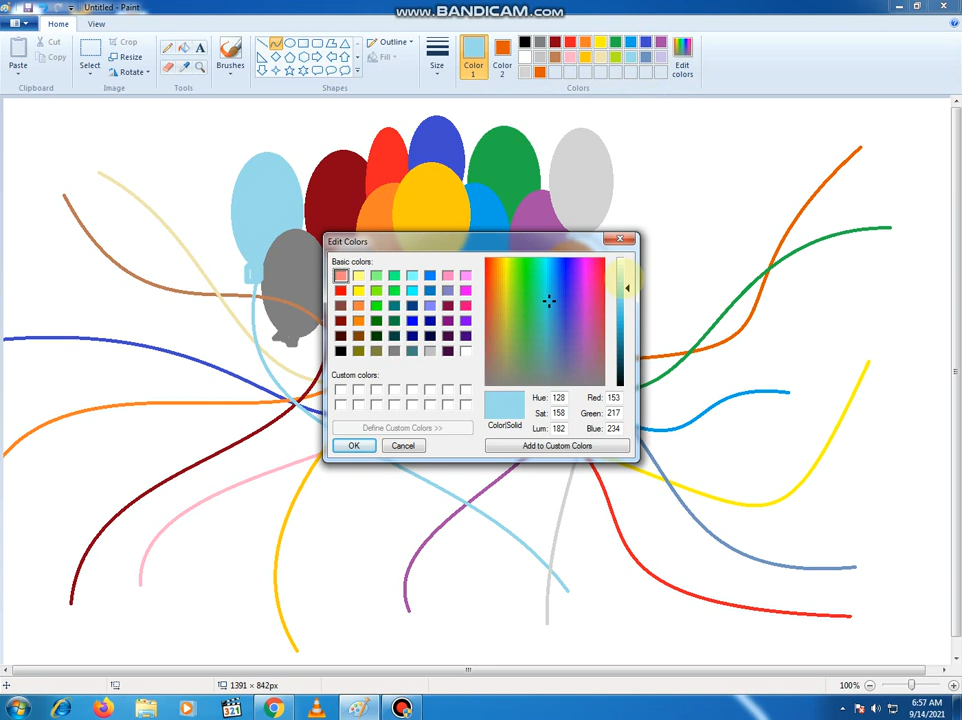 Untitled - Paint
www.BANDICAM.com
Home
View
Paste
Cut
Copy
Clipboard
Select
Crop
Resize
Rotate
Image
A
Tools
Brushes
Outline
Fill
Shapes
Size
Color
1
Color
2
Edit
colors
Colors
Edit Colors
Basic colors:
Custom colors:
Define Custom Colors >>
OK
Cancel
Color|Solid
Hue: 128
Sat: 158
Lum: 182
Red: 153
Green: 217
Blue: 234
Add to Custom Colors
1391 × 842px
100%
321
6:57 AM
9/14/2021